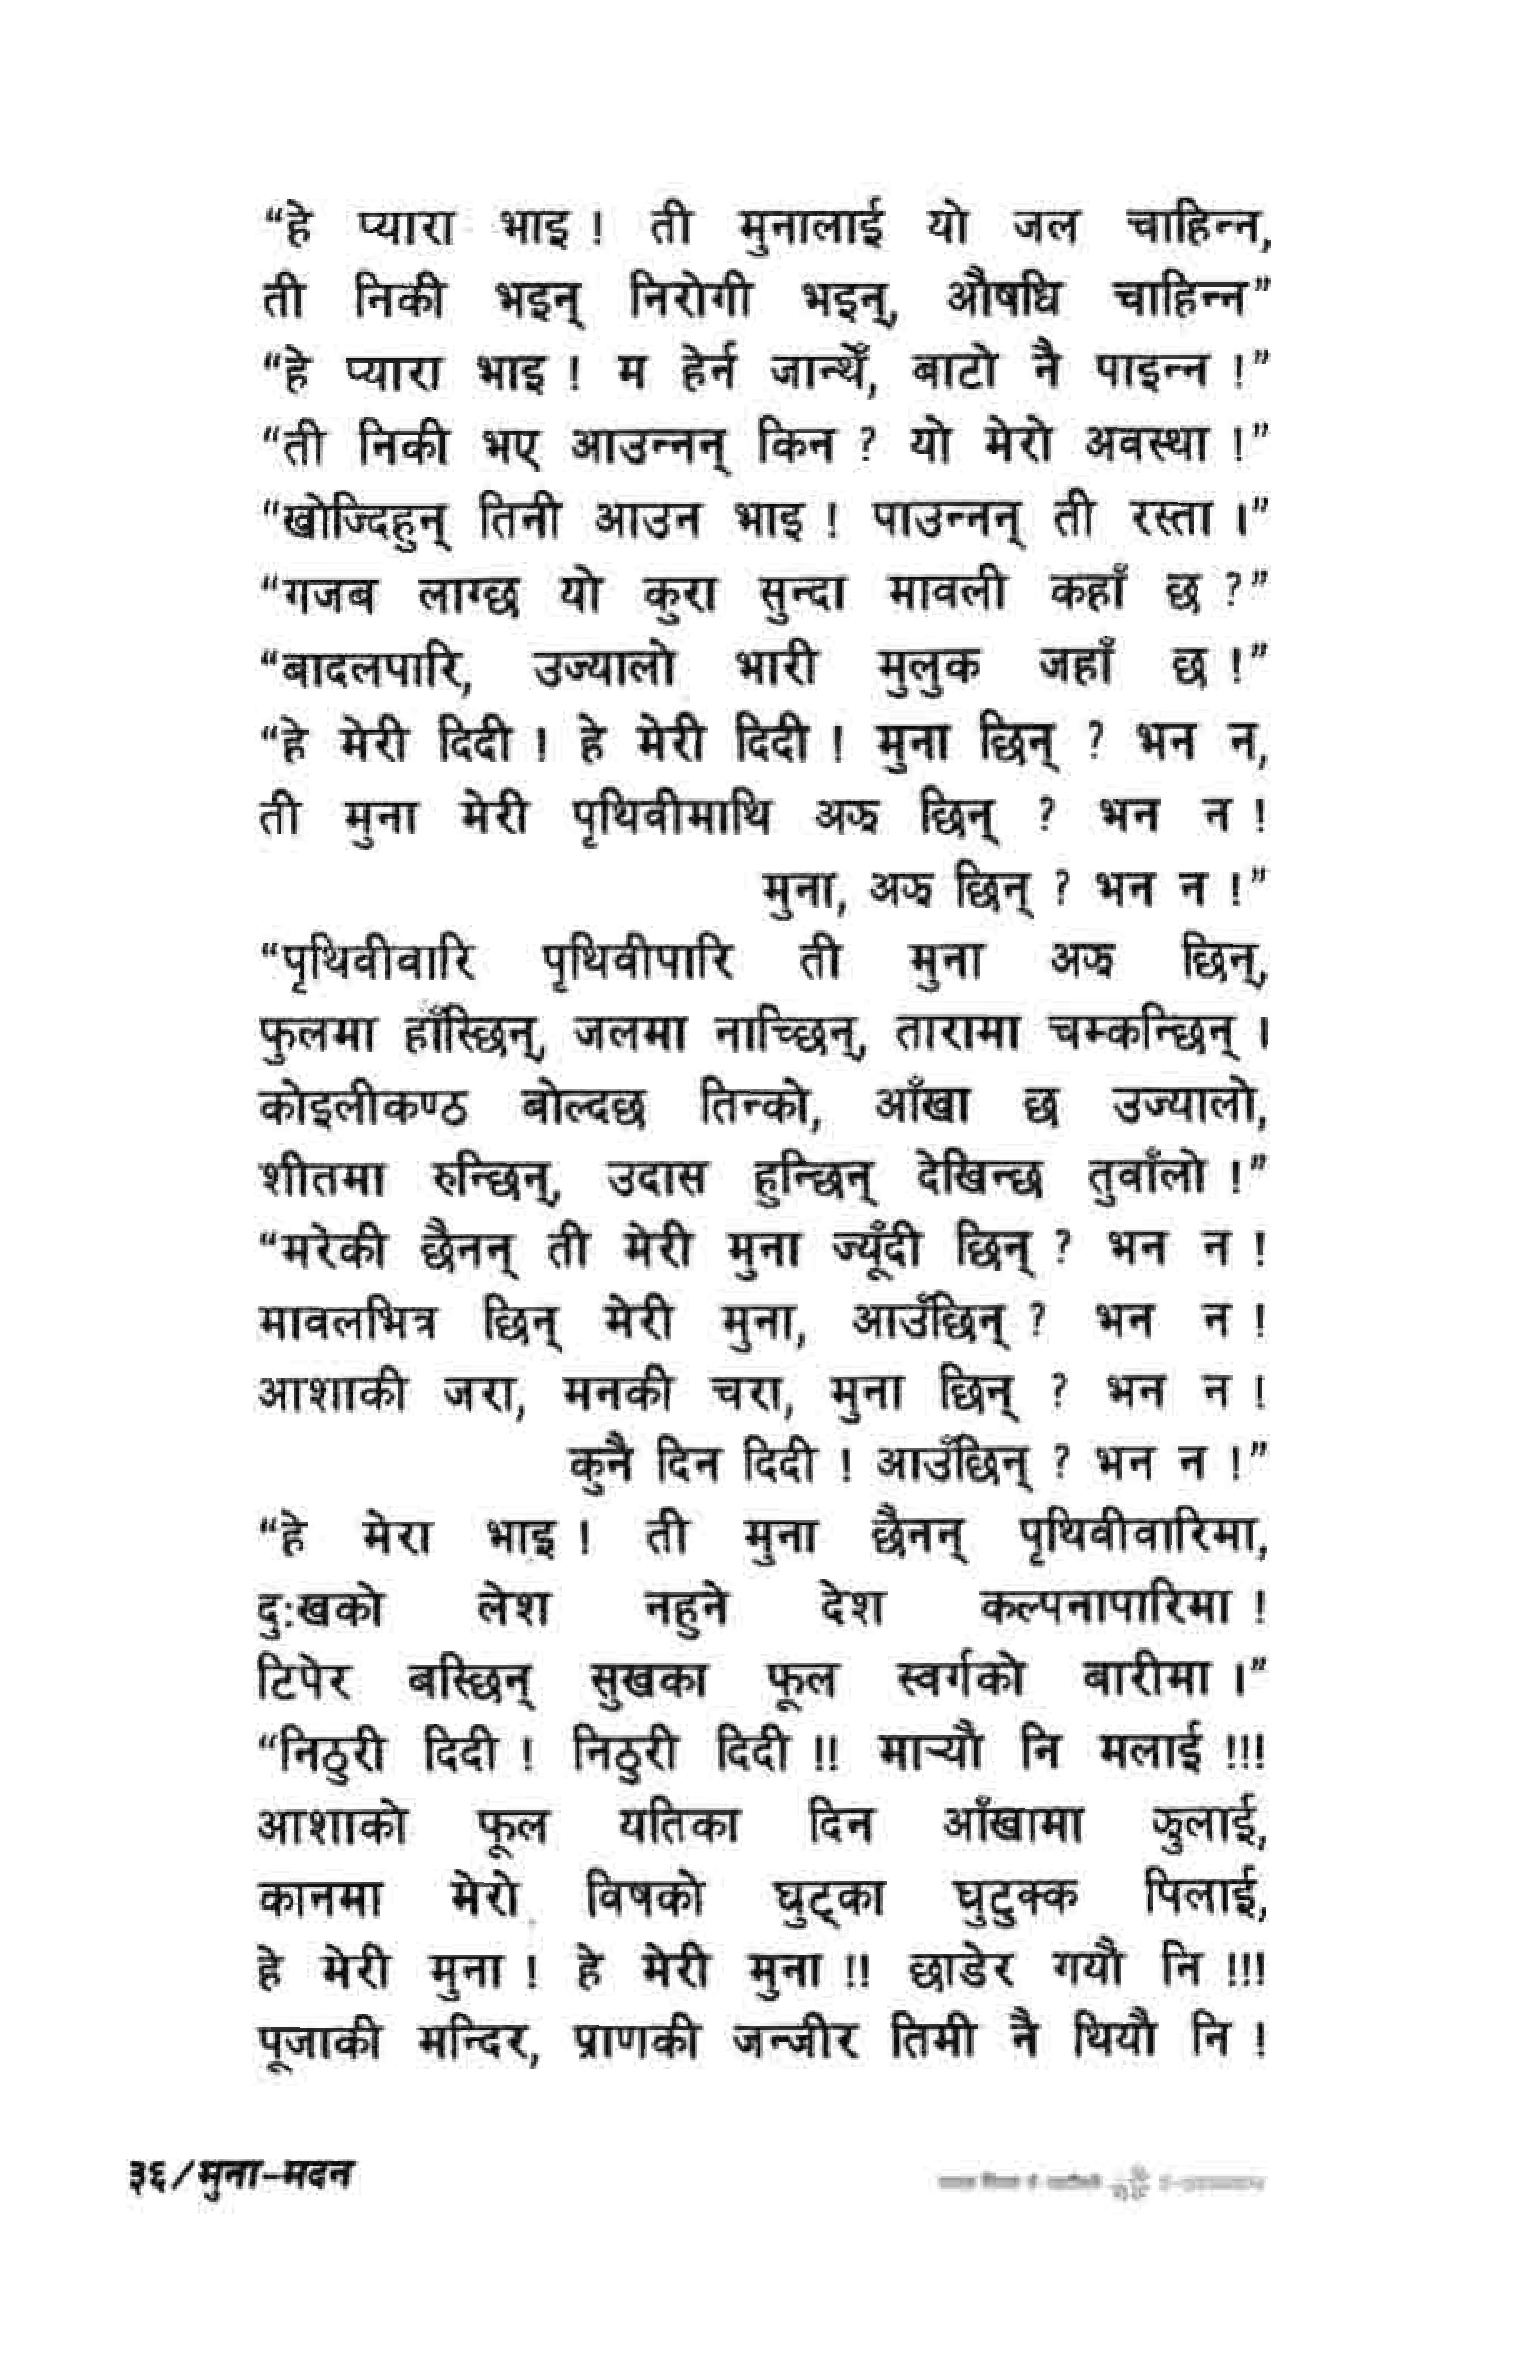 “हे प्यारा भाइ ! ती मुनालाई यो जल चाहिन्न,
ती निकी भइन् निरोगी भइन्, औषधि चाहिन्न”
“हे प्यारा भाइ ! म हेर्न जान्थेँ, बाटो नै पाइन्न !”
“ती निकी भए आउन्नन् किन ? यो मेरो अवस्था !”
“खोज्दिहुन् तिनी आउन भाइ ! पाउन्नन् ती रस्ता ।”
“गजब लाग्छ यो कुरा सुन्दा मावली कहाँ छ ?”
“बादलपारि, उज्यालो भारी मुलुक जहाँ छ !”
“हे मेरी दिदी ! हे मेरी दिदी ! मुना छिन् ? भन न,
ती मुना मेरी पृथिवीमाथि अझ छिन् ? भन न !
मुना, अझ छिन् ? भन न !”
“पृथिवीवारि पृथिवीपारि ती मुना अझ छिन्,
फुलमा हाँस्छिन्, जलमा नाच्छिन्, तारामा चम्कन्छिन् ।
कोइलीकण्ठ बोल्दछ तिन्को, आँखा छ उज्यालो,
शीतमा रुन्छिन्, उदास हुन्छिन् देखिन्छ तुवाँलो !”
“मरेकी छैनन् ती मेरी मुना ज्यूँदी छिन् ? भन न !
मावलभित्र छिन् मेरी मुना, आउँछिन् ? भन न !
आशाकी जरा, मनकी चरा, मुना छिन् ? भन न !
कुनै दिन दिदी ! आउँछिन् ? भन न !”
“हे मेरा भाइ ! ती मुना छैनन् पृथिवीवारिमा,
दुःखको लेश नहुने देश कल्पनापारिमा !
टिपेर बस्छिन् सुखका फूल स्वर्गको बारीमा ।”
“निठुरी दिदी ! निठुरी दिदी !! मार्‍यौ नि मलाई !!!
आशाको फूल यतिका दिन आँखामा झुलाई,
कानमा मेरो विषको घुट्का घुटुक्क पिलाई,
हे मेरी मुना ! हे मेरी मुना !! छाडेर गयौ नि !!!
पूजाकी मन्दिर, प्राणकी जन्जीर तिमी नै थियौ नि !
३६/मुना-मदन